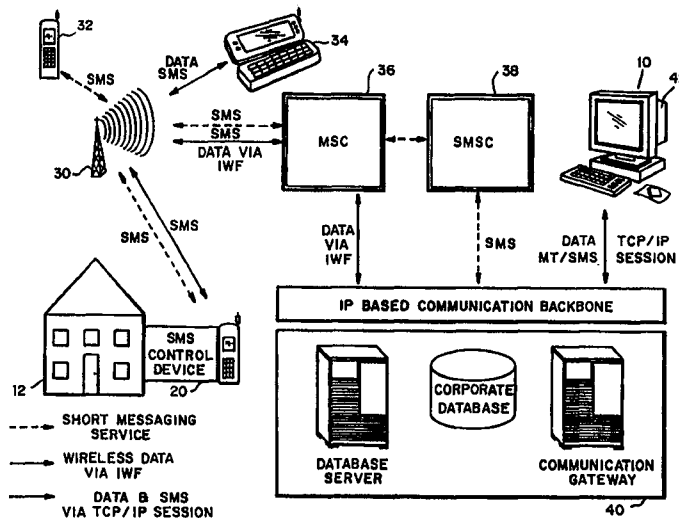 32
34
DATA
SMS
SMS
36
38
10
4
SMS
SMS
DATA VIA
IWF
MSC
SMSC
30
SMS
SMS
DATA
VIA
IWF
SMS
DATA
MT/SMS
TCP/IP
SESSION
IP BASED COMMUNICATION BACKBONE
SMS
CONTROL
DEVICE
12
20
CORPORATE
DATABASE
DATABASE
SERVER
COMMUNICATION
GATEWAY
40
SHORT MESSAGING
SERVICE
WIRELESS DATA
VIA IWF
DATA & SMS
VIA TCP/IP SESSION